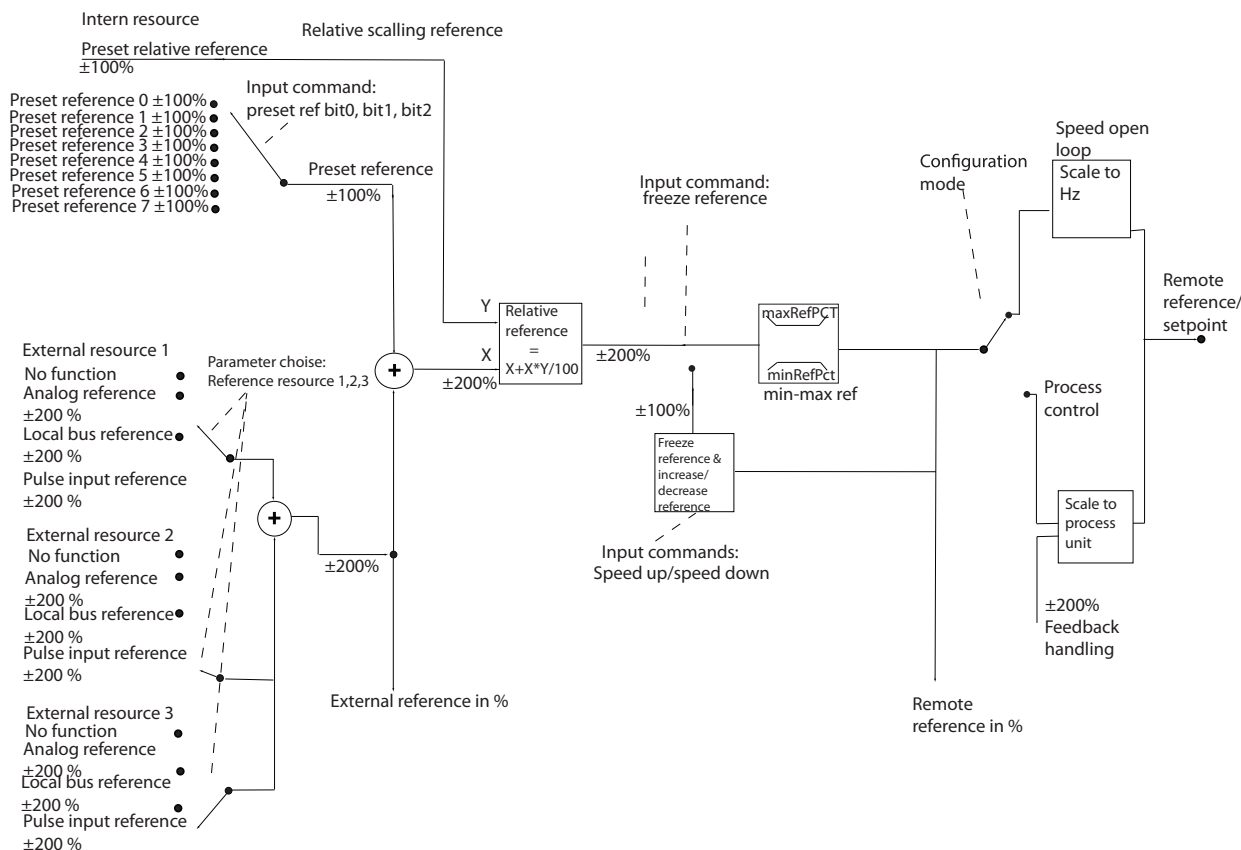 Intern resource
Relative scalling reference
Preset relative reference
±100%
Input command:
preset ref bit0, bit1, bit2
Preset reference 0 ±100%
Preset reference 1 ±100%
Preset reference 2 ±100%
Preset reference 3 ±100%
Preset reference 4 ±100%
Preset reference 5 ±100%
Preset reference 6 ±100%
Preset reference 7 ±100%
Preset reference
±100%
Input command:
freeze reference
Configuration
mode
Speed open
loop
Scale to
Hz
Y
Relative
reference
=
X+X*Y/100
X
±200%
±200%
maxRefPCT
minRefPct
min-max ref
Remote
reference/
setpoint
External resource 1
No function
Analog reference
±200 %
Local bus reference
±200 %
Pulse input reference
±200 %
Parameter choise:
Reference resource 1,2,3
+
±100%
Freeze
reference &
increase/
decrease
reference
Input commands:
Speed up/speed down
Process
control
Scale to
process
unit
±200%
Feedback
handling
+
±200%
External resource 2
No function
Analog reference
±200 %
Local bus reference
±200 %
Pulse input reference
±200 %
External reference in %
Remote
reference in %
External resource 3
No function
Analog reference
±200 %
Local bus reference
±200 %
Pulse input reference
±200 %